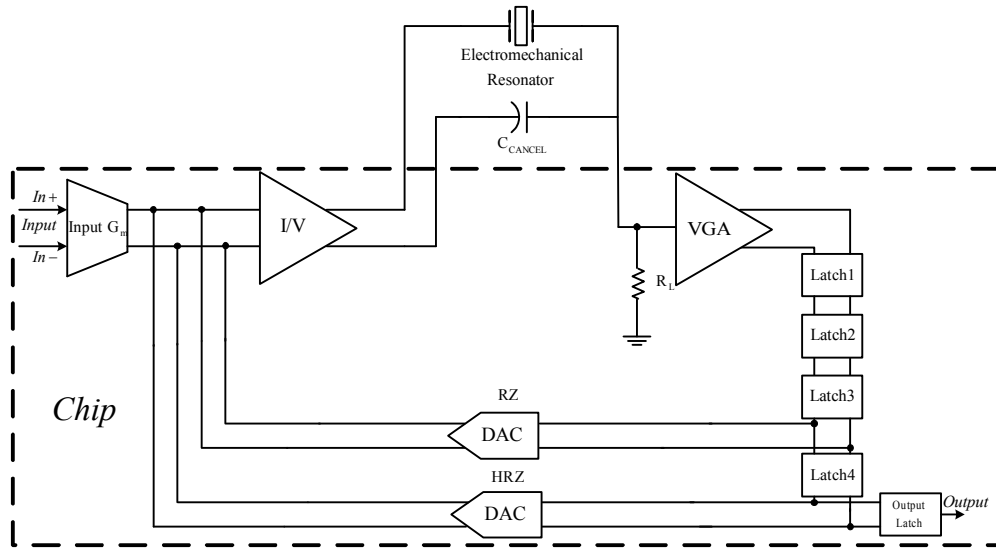 Electromechanical
Resonator
C_CANCEL
In+
Input
In−
Input G_m
I/V
VGA
R_L
Latch1
Latch2
Latch3
Latch4
Chip
RZ
DAC
HRZ
DAC
Output
Latch
Output